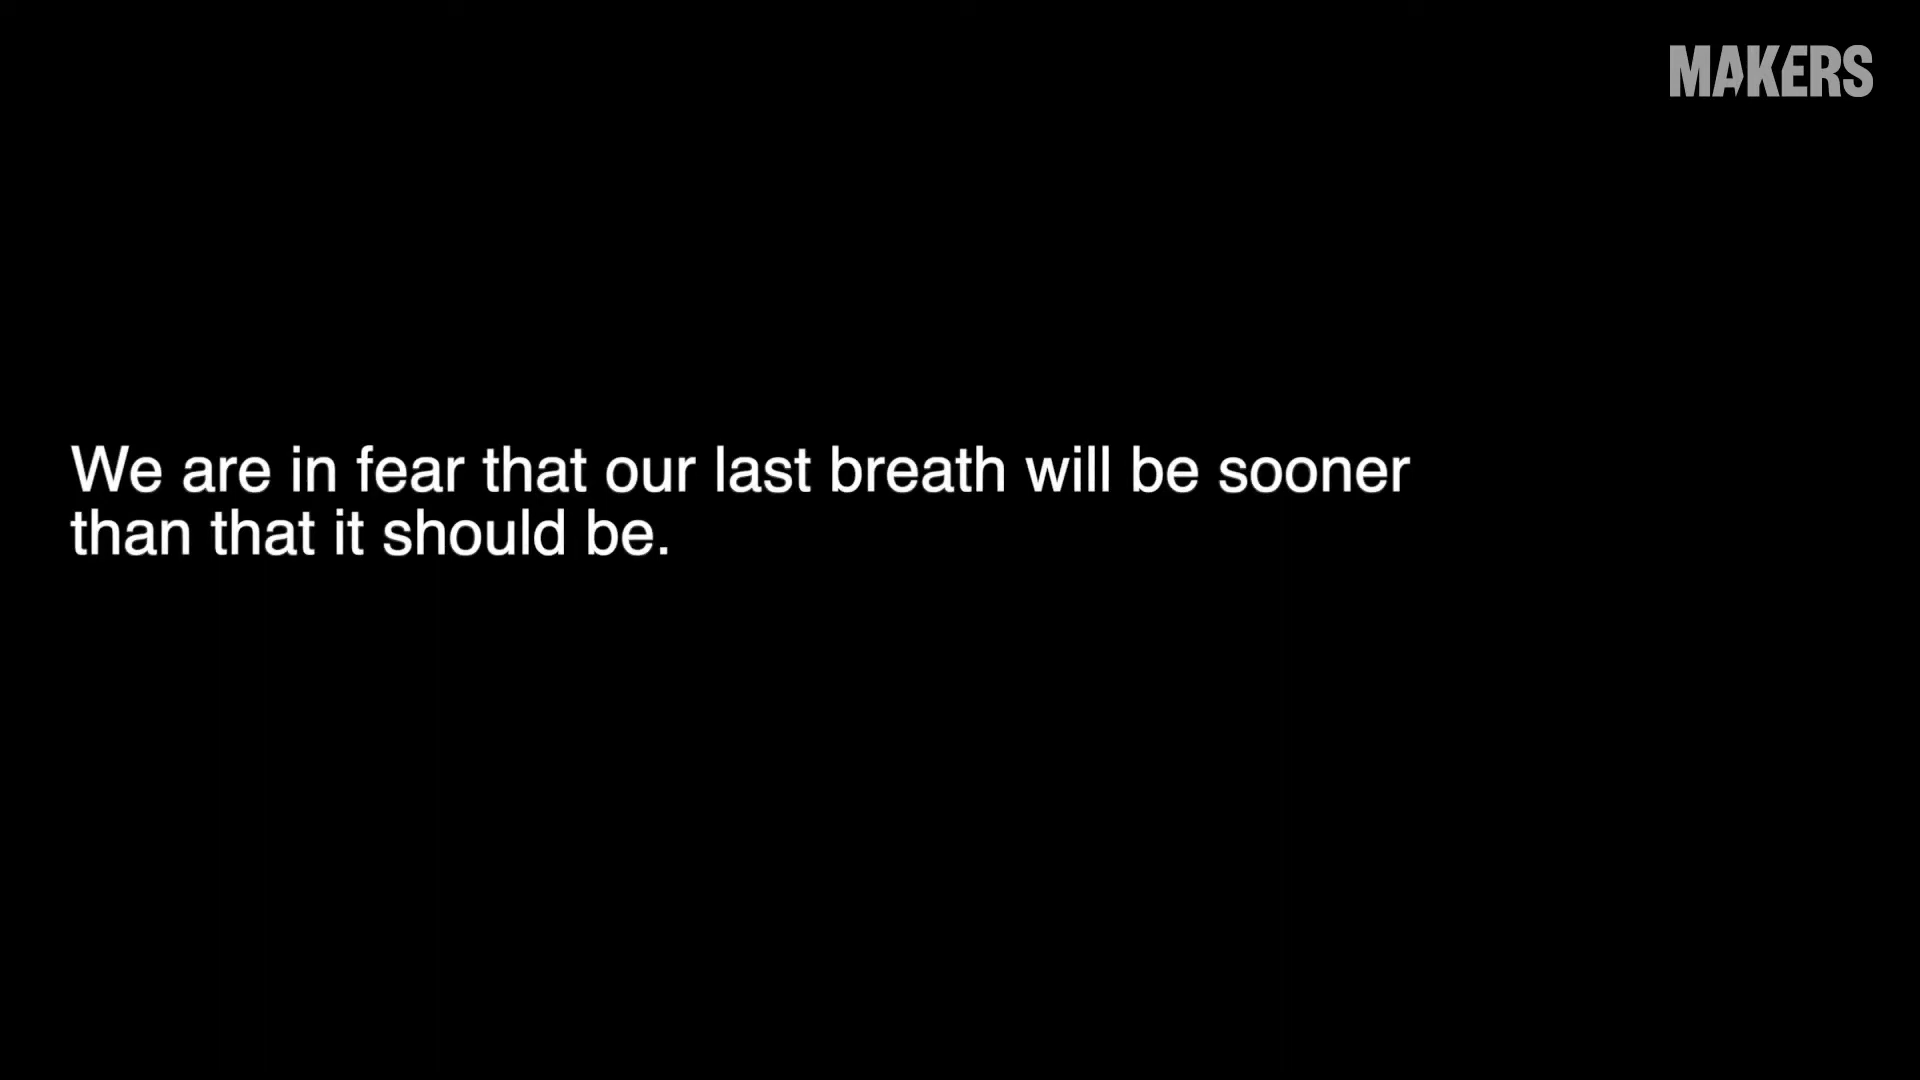 MAKERS
We are in fear that our last breath will be sooner
than that it should be.